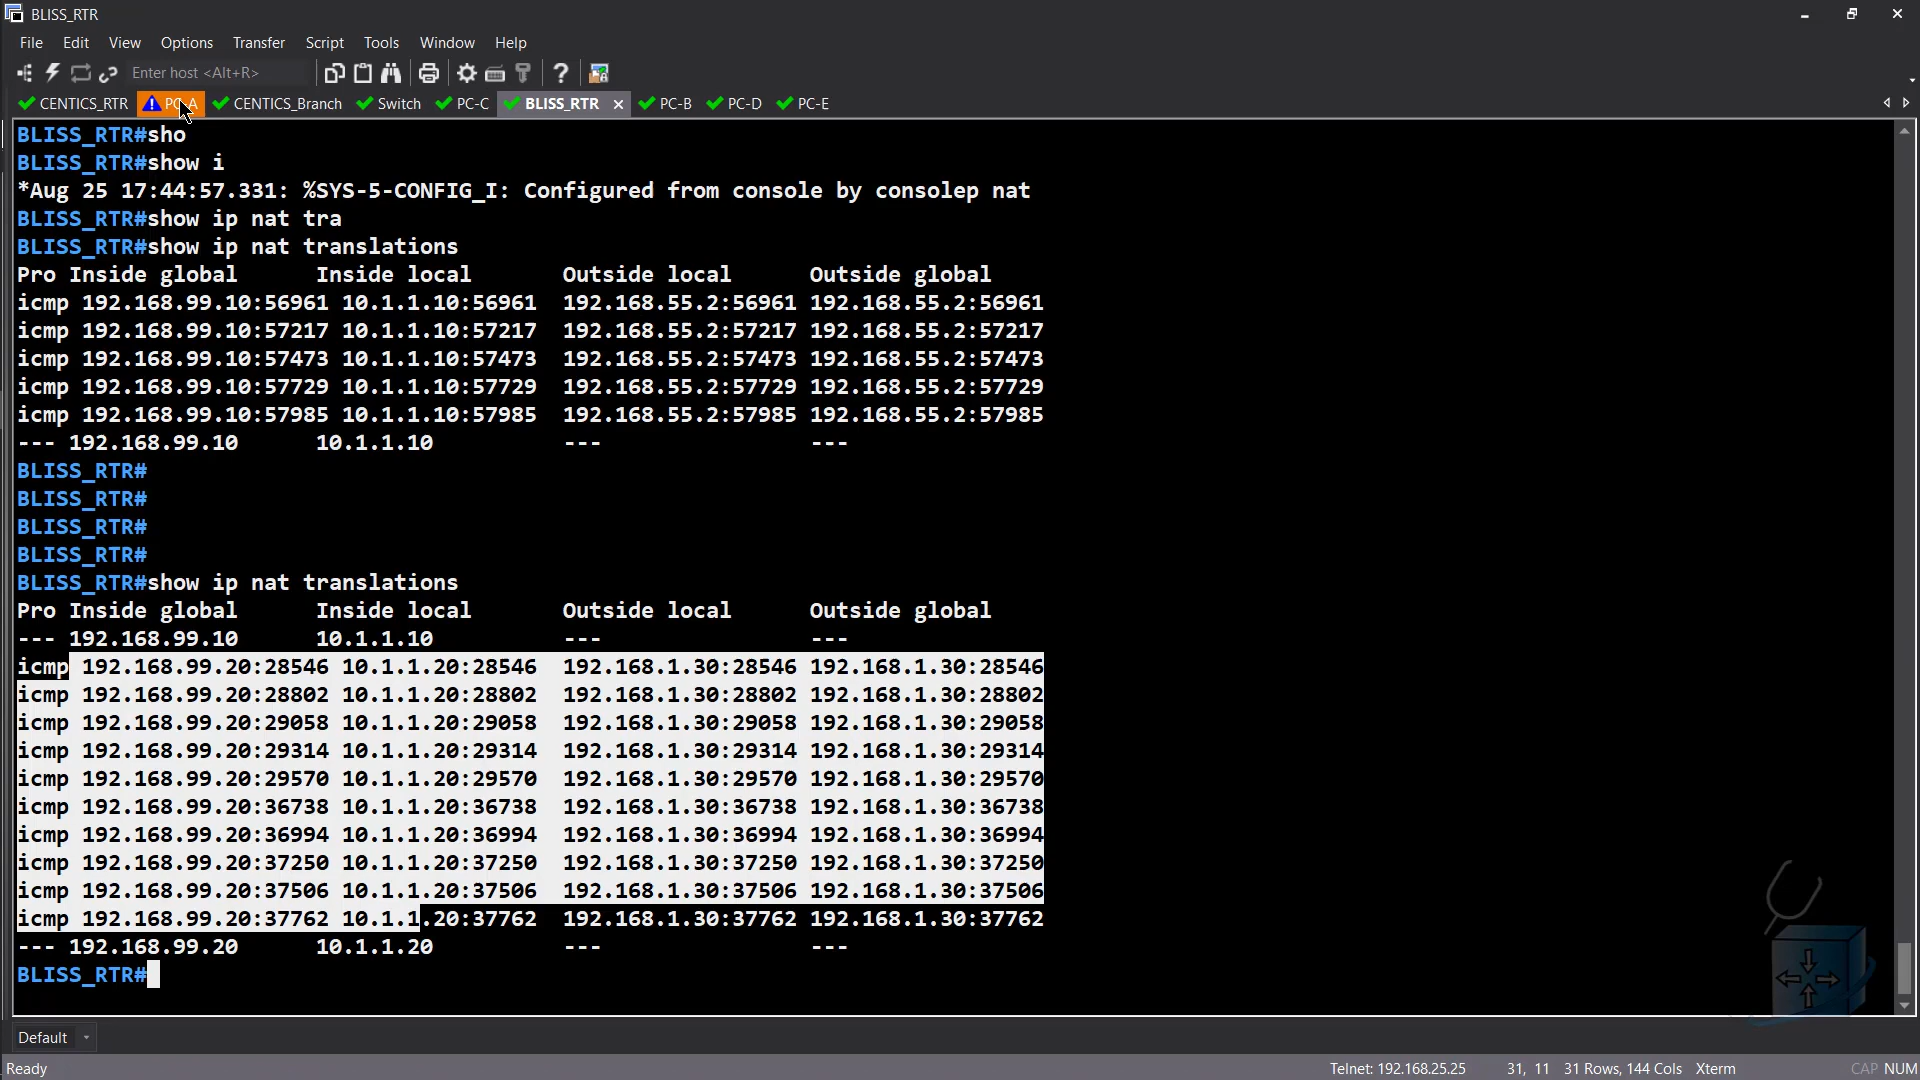 BLISS_RTR
File Edit View Options Transfer Script Tools Window Help
Enter host <Alt+R>
CENTICS_RTR PC-A CENTICS_Branch Switch PC-C BLISS_RTR PC-B PC-D PC-E
BLISS_RTR#sho
BLISS_RTR#show i
*Aug 25 17:44:57.331: %SYS-5-CONFIG_I: Configured from console by consolep nat
BLISS_RTR#show ip nat tra
BLISS_RTR#show ip nat translations
Pro Inside global      Inside local       Outside local      Outside global
icmp 192.168.99.10:56961 10.1.1.10:56961  192.168.55.2:56961 192.168.55.2:56961
icmp 192.168.99.10:57217 10.1.1.10:57217  192.168.55.2:57217 192.168.55.2:57217
icmp 192.168.99.10:57473 10.1.1.10:57473  192.168.55.2:57473 192.168.55.2:57473
icmp 192.168.99.10:57729 10.1.1.10:57729  192.168.55.2:57729 192.168.55.2:57729
icmp 192.168.99.10:57985 10.1.1.10:57985  192.168.55.2:57985 192.168.55.2:57985
--- 192.168.99.10      10.1.1.10          ---                ---
BLISS_RTR#
BLISS_RTR#
BLISS_RTR#
BLISS_RTR#
BLISS_RTR#show ip nat translations
Pro Inside global      Inside local       Outside local      Outside global
--- 192.168.99.10      10.1.1.10          ---                ---
icmp 192.168.99.20:28546 10.1.1.20:28546  192.168.1.30:28546 192.168.1.30:28546
icmp 192.168.99.20:28802 10.1.1.20:28802  192.168.1.30:28802 192.168.1.30:28802
icmp 192.168.99.20:29058 10.1.1.20:29058  192.168.1.30:29058 192.168.1.30:29058
icmp 192.168.99.20:29314 10.1.1.20:29314  192.168.1.30:29314 192.168.1.30:29314
icmp 192.168.99.20:29570 10.1.1.20:29570  192.168.1.30:29570 192.168.1.30:29570
icmp 192.168.99.20:36738 10.1.1.20:36738  192.168.1.30:36738 192.168.1.30:36738
icmp 192.168.99.20:36994 10.1.1.20:36994  192.168.1.30:36994 192.168.1.30:36994
icmp 192.168.99.20:37250 10.1.1.20:37250  192.168.1.30:37250 192.168.1.30:37250
icmp 192.168.99.20:37506 10.1.1.20:37506  192.168.1.30:37506 192.168.1.30:37506
icmp 192.168.99.20:37762 10.1.1.20:37762  192.168.1.30:37762 192.168.1.30:37762
--- 192.168.99.20      10.1.1.20          ---                ---
BLISS_RTR#
Default
Ready Telnet: 192.168.25.25 31, 11 31 Rows, 144 Cols Xterm CAP NUM